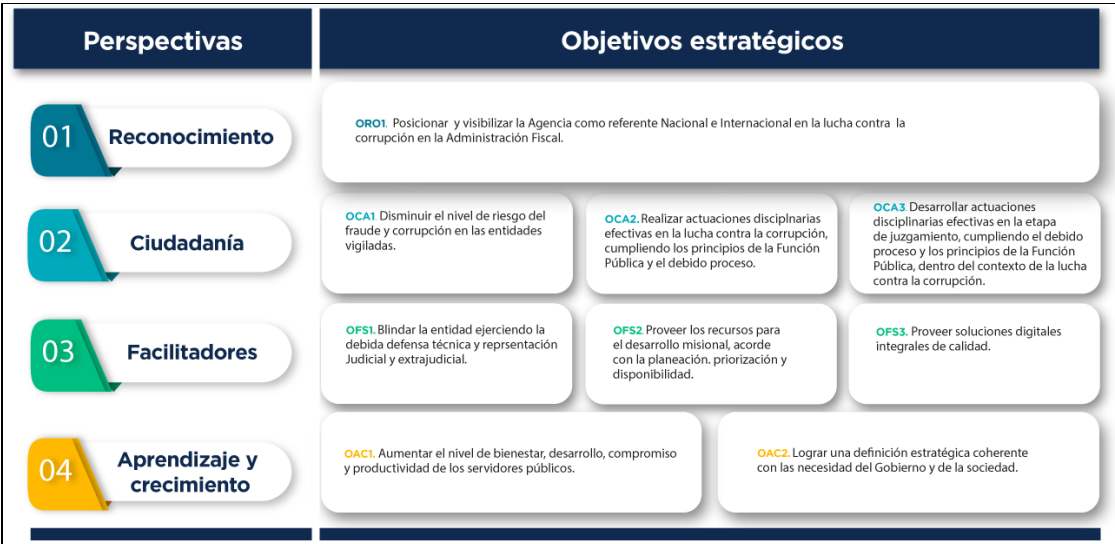 Perspectivas
Objetivos estratégicos
01
Reconocimiento
ORO1. Posicionar y visibilizar la Agencia como referente Nacional e Internacional en la lucha contra la
corrupción en la Administración Fiscal.
02
Ciudadanía
OCA1. Disminuir el nivel de riesgo del
fraude y corrupción en las entidades
vigiladas.
OCA2. Realizar actuaciones disciplnarias
efectivas en la lucha contra la corrupción,
cumpliendo los principios de la Función
Pública y el debido proceso.
OCA3. Desarrollar actuaciones
disciplinarias efectivas en la etapa
de juzgamiento, cumpliendo el debido
proceso y los principios de la Función
Pública, dentro del contexto de la lucha
contra la corrupción.
03
Facilitadores
OFS1. Blindar la entidad ejerciendo la
debida defensa técnica y reprsentación
Judicial y extrajudicial.
OFS2. Proveer los recursos para
el desarrollo misional, acorde
con la planeación. priorización y
disponibilidad.
OFS3. Proveer soluciones digitales
integrales de calidad.
04
Aprendizaje y
crecimiento
OAC1. Aumentar el nivel de bienestar, desarrollo, compromiso
y productividad de los servidores públicos.
OAC2. Lograr una definición estratégica coherente
con las necesidad del Gobierno y de la sociedad.